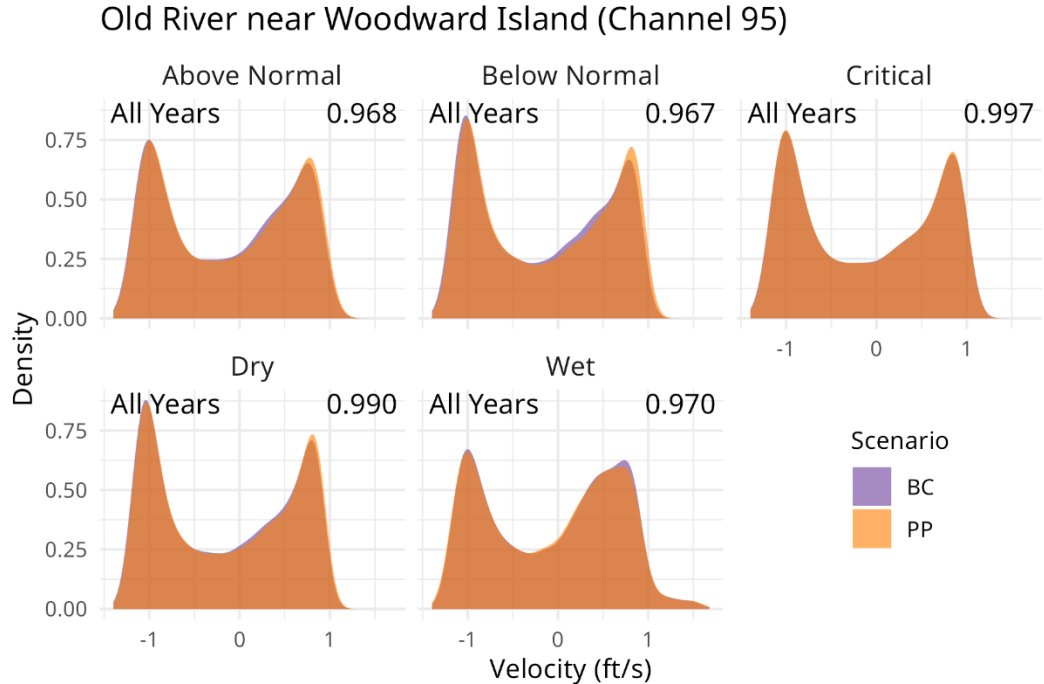 Old River near Woodward Island (Channel 95)
Above Normal
Below Normal
Critical
All Years 0.968
All Years 0.967
All Years 0.997
0.75
0.50
0.25
0.00
-1 0 1
Density
Dry
Wet
All Years 0.990
All Years 0.970
0.75
0.50
0.25
0.00
-1 0 1
-1 0 1
Velocity (ft/s)
Scenario
BC
PP